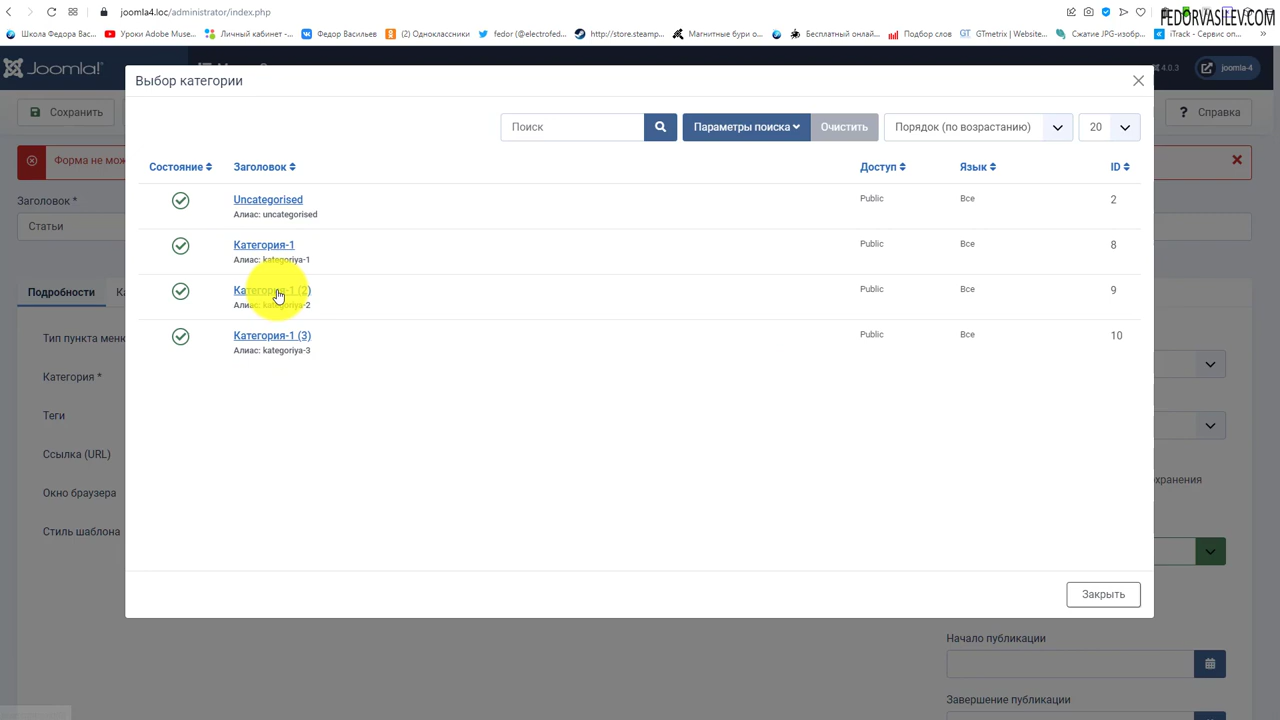 joomla4.loc/administrator/index.php
FEDORVASILEV.COM
Школа Федора Вас...
Уроки Adobe Muse...
Личный кабинет -...
Федор Васильев
(2) Одноклассники
fedor (@electrofed...
http://store.steamp...
Магнитные бури о...
Бесплатный онлай...
Подбор слов
GTmetrix | Website...
Сжатие JPG-изобр...
iTrack - Сервис оп...
Joomla!
4.0.3
joomla-4
Выбор категории
Сохранить
Справка
Поиск
Параметры поиска
Очистить
Порядок (по возрастанию)
20
Форма не мож
Состояние
Заголовок
Доступ
Язык
ID
Заголовок *
Статьи
Uncategorised
Алиас: uncategorised
Public
Все
2
Категория-1
Алиас: kategoriya-1
Public
Все
8
Подробности
Категория-1 (2)
Алиас: kategoriya-2
Public
Все
9
Категория-1 (3)
Алиас: kategoriya-3
Public
Все
10
Тип пункта меню
Категория *
Теги
Ссылка (URL)
Окно браузера
Стиль шаблона
хранения
Закрыть
Начало публикации
Завершение публикации